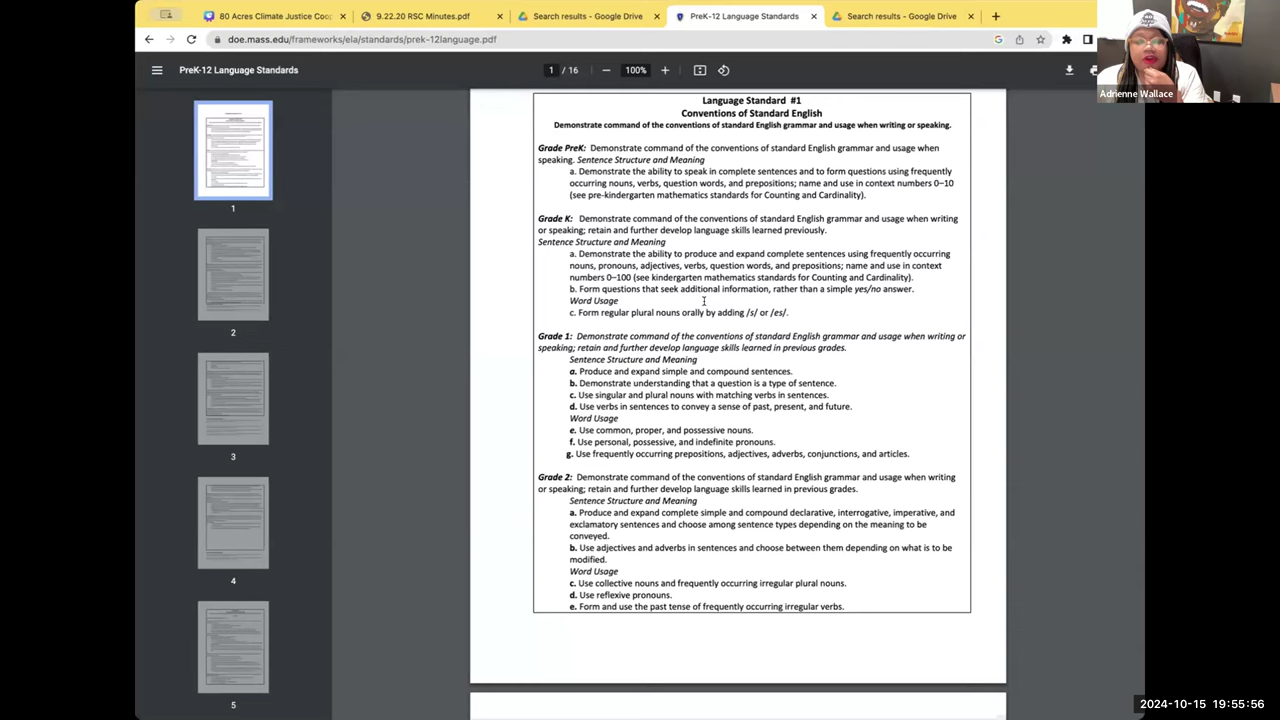 80 Acres Climate Justice Coo
9.22.20 RSC Minutes.pdf
Search results - Google Drive
PreK-12 Language Standards
Search results - Google Drive
doe.mass.edu/frameworks/ela/standards/prek-12language.pdf
PreK-12 Language Standards
1 / 16
100%
Language Standard #1
Conventions of Standard English
Demonstrate command of the conventions of standard English grammar and usage when writing or speaking.
Grade PreK: Demonstrate command of the conventions of standard English grammar and usage when
speaking. Sentence Structure and Meaning
a. Demonstrate the ability to speak in complete sentences and to form questions using frequently
occurring nouns, verbs, question words, and prepositions; name and use in context numbers 0–10
(see pre-kindergarten mathematics standards for Counting and Cardinality).
Grade K: Demonstrate command of the conventions of standard English grammar and usage when writing
or speaking; retain and further develop language skills learned previously.
Sentence Structure and Meaning
a. Demonstrate the ability to produce and expand complete sentences using frequently occurring
nouns, pronouns, adjectives, verbs, question words, and prepositions; name and use in context
numbers 0–100 (see kindergarten mathematics standards for Counting and Cardinality).
b. Form questions that seek additional information, rather than a simple yes/no answer.
Word Usage
c. Form regular plural nouns orally by adding /s/ or /es/.
Grade 1: Demonstrate command of the conventions of standard English grammar and usage when writing or
speaking; retain and further develop language skills learned in previous grades.
Sentence Structure and Meaning
a. Produce and expand simple and compound sentences.
b. Demonstrate understanding that a question is a type of sentence.
c. Use singular and plural nouns with matching verbs in sentences.
d. Use verbs in sentences to convey a sense of past, present, and future.
Word Usage
e. Use common, proper, and possessive nouns.
f. Use personal, possessive, and indefinite pronouns.
g. Use frequently occurring prepositions, adjectives, adverbs, conjunctions, and articles.
Grade 2: Demonstrate command of the conventions of standard English grammar and usage when writing
or speaking; retain and further develop language skills learned in previous grades.
Sentence Structure and Meaning
a. Produce and expand complete simple and compound declarative, interrogative, imperative, and
exclamatory sentences and choose among sentence types depending on the meaning to be
conveyed.
b. Use adjectives and adverbs in sentences and choose between them depending on what is to be
modified.
Word Usage
c. Use collective nouns and frequently occurring irregular plural nouns.
d. Use reflexive pronouns.
e. Form and use the past tense of frequently occurring irregular verbs.
1
2
3
4
5
Adrienne Wallace
2024-10-15 19:55:56